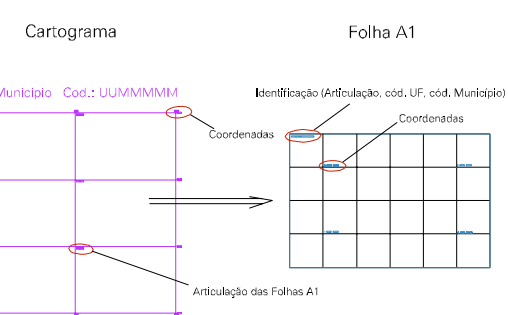 Cartograma
Folha A1
Município Cod.: UUMMMMM
Identificação (Articulação, cód. UF, cód. Município)
Coordenadas
Coordenadas
Articulação das Folhas A1